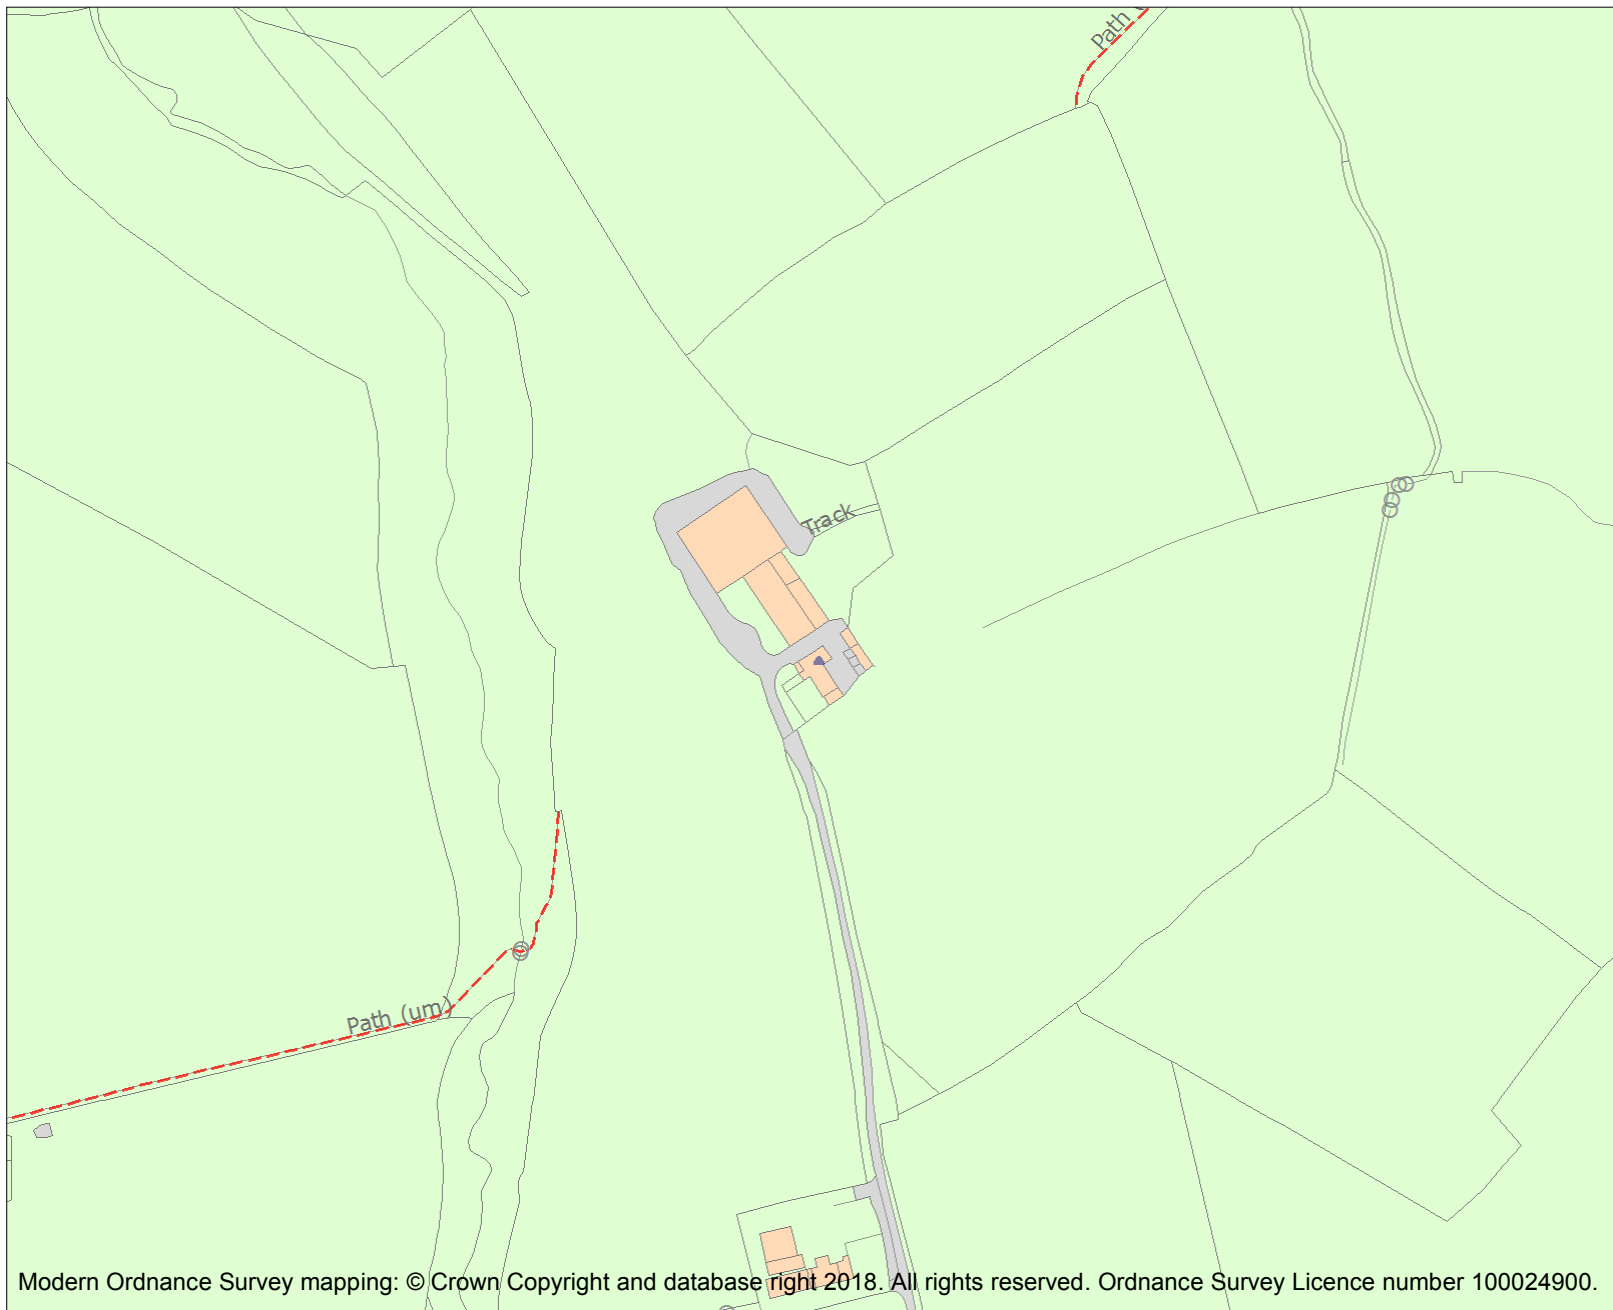 Path
Track
Path (um)
Modern Ordnance Survey mapping: © Crown Copyright and database right 2018. All rights reserved. Ordnance Survey Licence number 100024900.